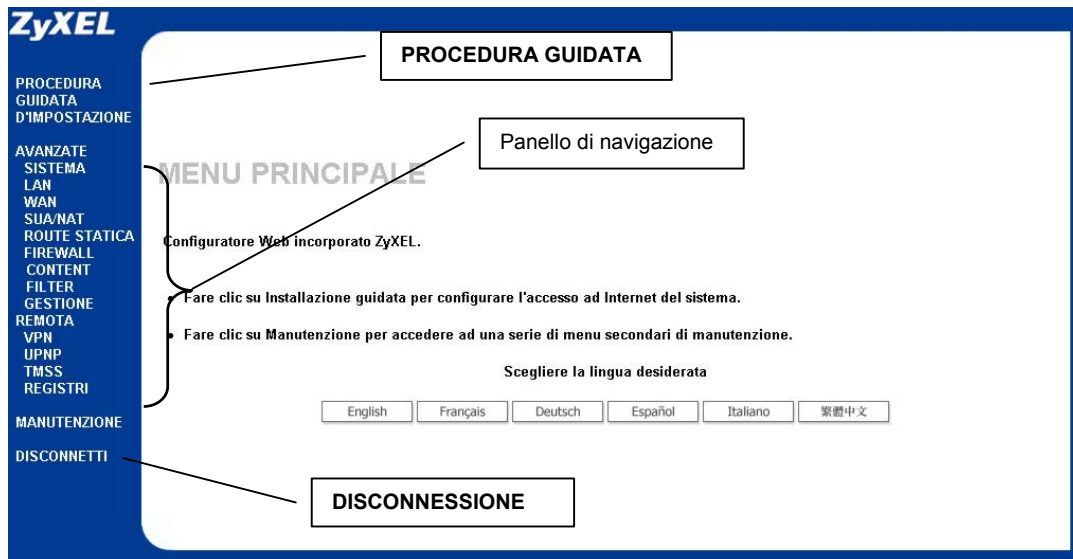 ZyXEL
PROCEDURA
GUIDATA
D'IMPOSTAZIONE
AVANZATE
SISTEMA
LAN
WAN
SUA/NAT
ROUTE STATICA
FIREWALL
CONTENT
FILTER
GESTIONE
REMOTA
VPN
UPNP
TMSS
REGISTRI
MANUTENZIONE
DISCONNETTI
PROCEDURA GUIDATA
Panello di navigazione
MENU PRINCIPALE
Configuratore Web incorporato ZyXEL.
• Fare clic su Installazione guidata per configurare l'accesso ad Internet del sistema.
• Fare clic su Manutenzione per accedere ad una serie di menu secondari di manutenzione.
Scegliere la lingua desiderata
English Français Deutsch Español Italiano 繁體中文
DISCONNESSIONE